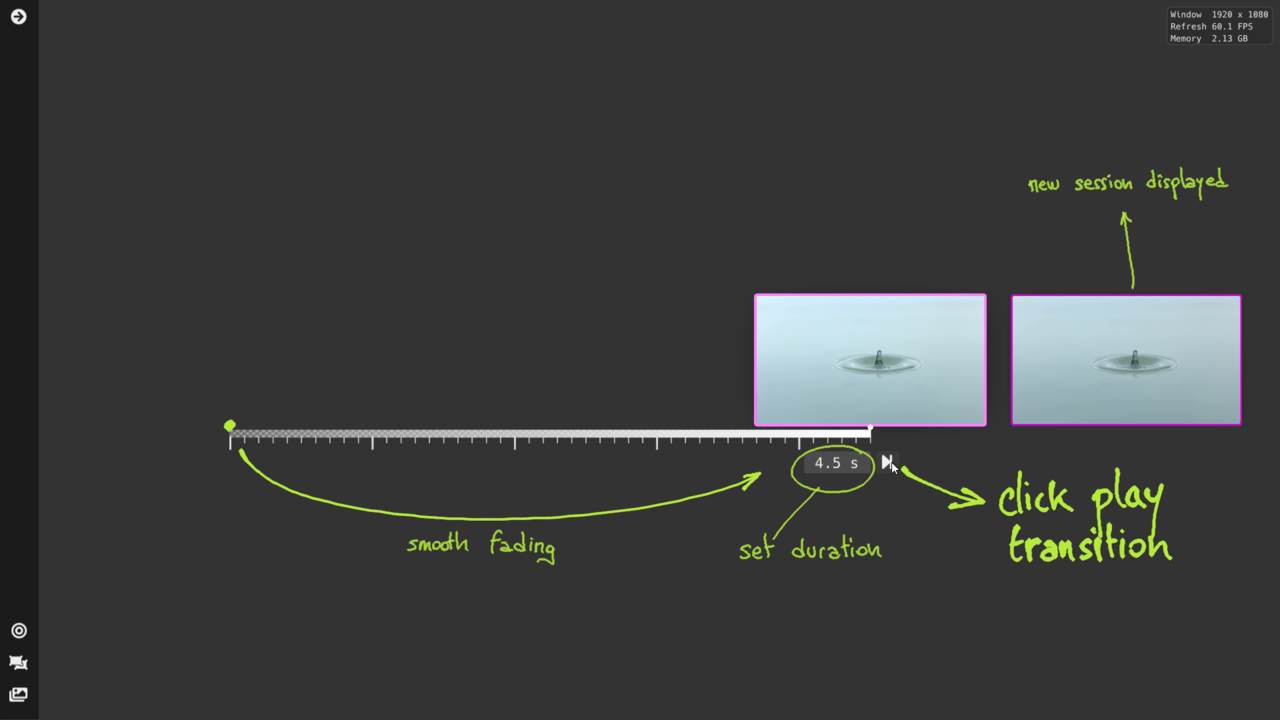 Window 1920 x 1080
Refresh 60.1 FPS
Memory 2.13 GB
new session displayed
4.5 s
click play
transition
smooth fading
set duration